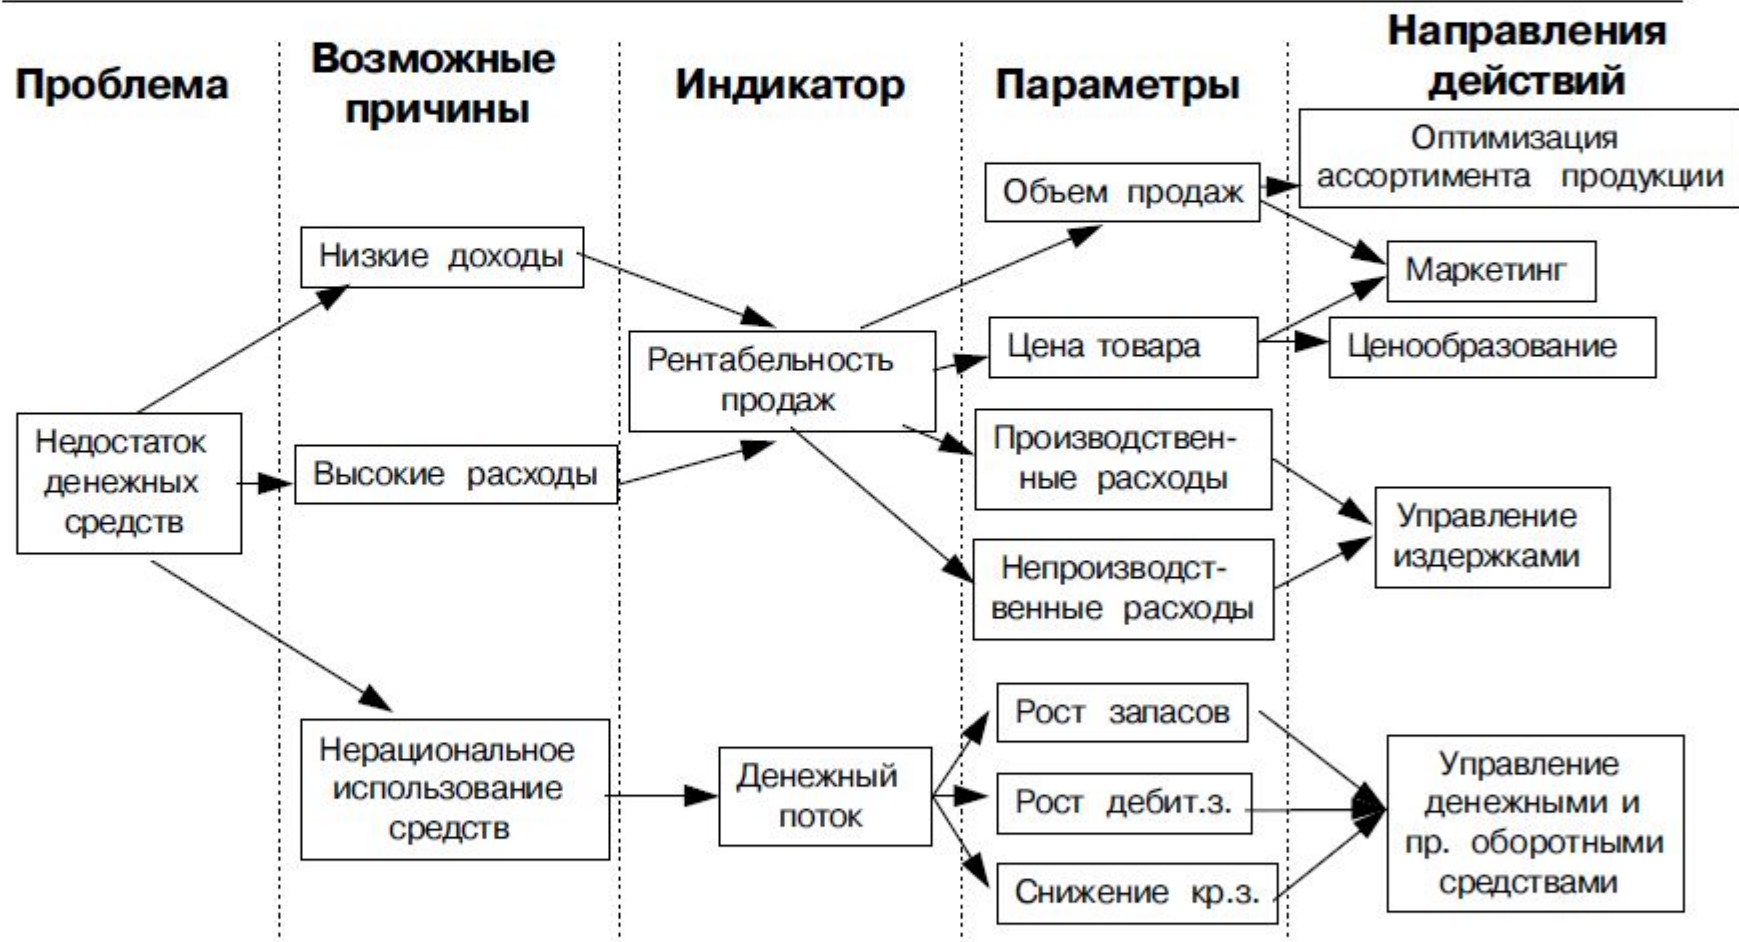 Проблема
Возможные
причины
Индикатор
Параметры
Направления
действий
Недостаток
денежных
средств
Низкие доходы
Высокие расходы
Нерациональное
использование
средств
Рентабельность
продаж
Денежный
поток
Объем продаж
Цена товара
Производствен-
ные расходы
Непроизводст-
венные расходы
Рост запасов
Рост дебит.з.
Снижение кр.з.
Оптимизация
ассортимента продукции
Маркетинг
Ценообразование
Управление
издержками
Управление
денежными и
пр. оборотными
средствами